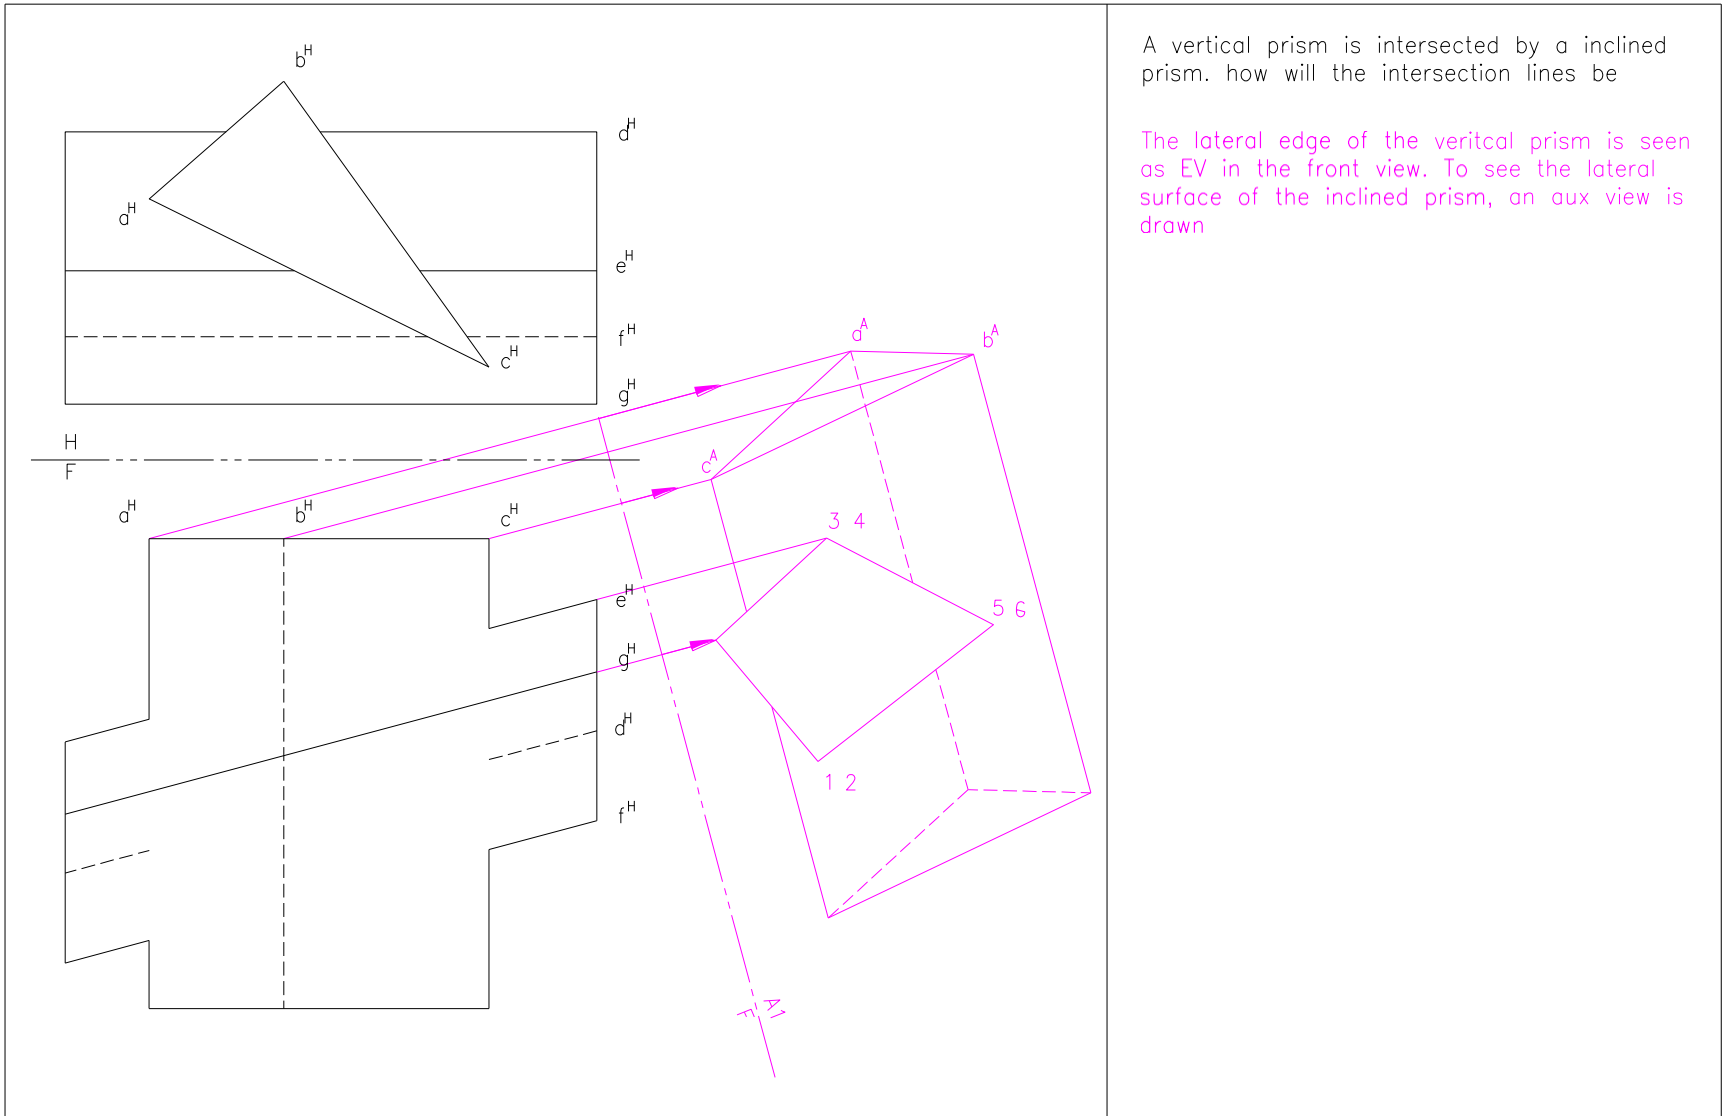 A vertical prism is intersected by a inclined
prism. how will the intersection lines be
The lateral edge of the veritcal prism is seen
as EV in the front view. To see the lateral
surface of the inclined prism, an aux view is
drawn
bH
dH
aH
eH
fH
cH
gH
H
F
aH
bH
cH
eH
gH
dH
fH
aA
bA
cA
3 4
5 6
1 2
A1
F